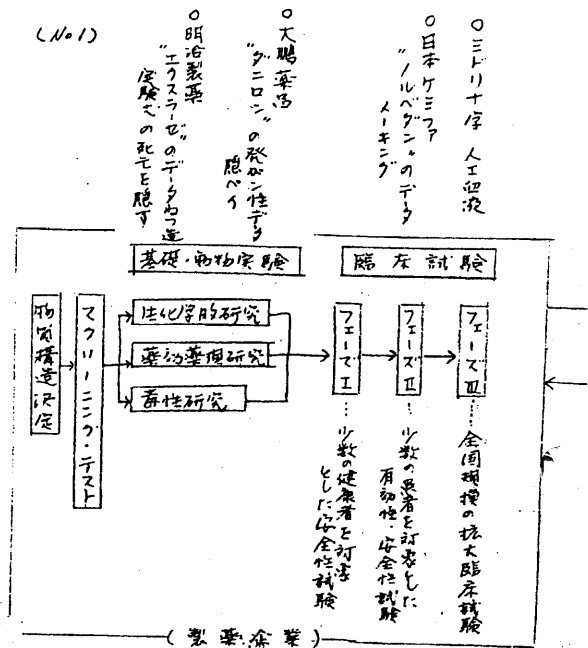 (No1)
○ミドリ十字 人工血液
○日本ケミファ
"ノルベダン"のデータ
メーキング
○大鵬薬品
"ダニロン"の発ガン性データ
隠ペイ
○明治製薬
"エクスラーゼ"のデータねつ造
実験犬の死亡を隠す
基礎・動物実験
臨床試験
物質構造決定
スクリーニング・テスト
生化学的研究
薬効薬理研究
毒性研究
フェーズⅠ
…少数の健康者を対象
とした安全性試験
フェーズⅡ
…少数の患者を対象とした
有効性・安全性試験
フェーズⅢ
……全国規模の拡大臨床試験
(製薬企業)